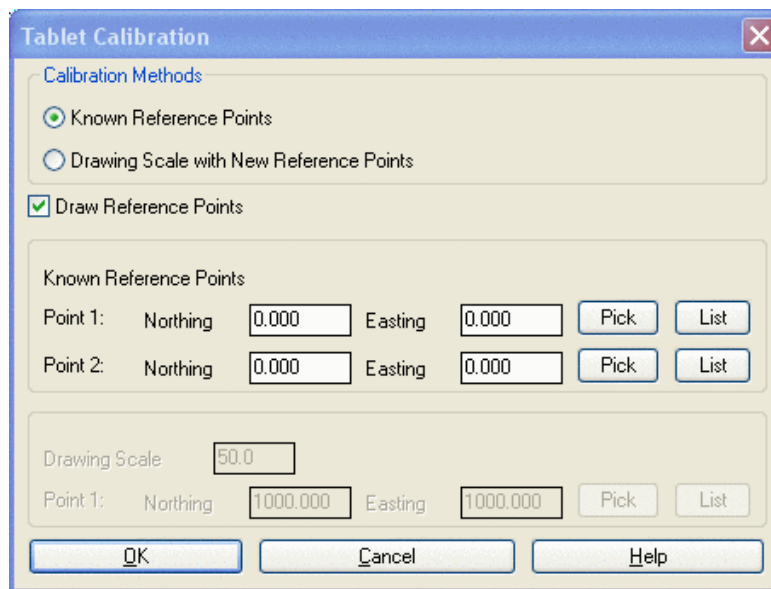 Tablet Calibration
Calibration Methods
Known Reference Points
Drawing Scale with New Reference Points
Draw Reference Points
Known Reference Points
Point 1: Northing 0.000 Easting 0.000 Pick List
Point 2: Northing 0.000 Easting 0.000 Pick List
Drawing Scale 50.0
Point 1: Northing 1000.000 Easting 1000.000 Pick List
OK Cancel Help